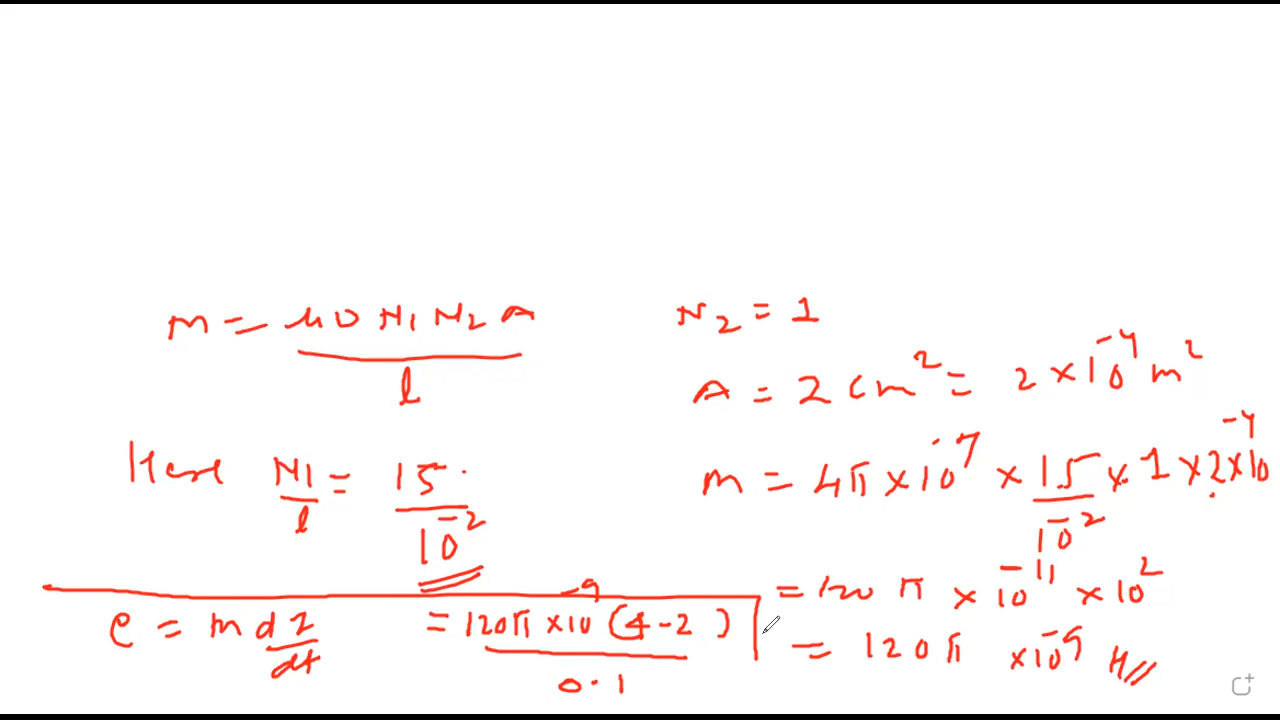 M = μ0 N1 N2 A / l
N2 = 1
A = 2 cm² = 2 × 10⁻⁴ m²
Here N1 / l = 15 / 10⁻²
M = 4π × 10⁻⁷ × 15 / 10⁻² × 1 × 2 × 10⁻⁴
= 120 π × 10⁻¹¹ × 10²
= 120 π × 10⁻⁹ H
e = M dI / dt = 120π × 10⁻⁹ (4 - 2) / 0.1